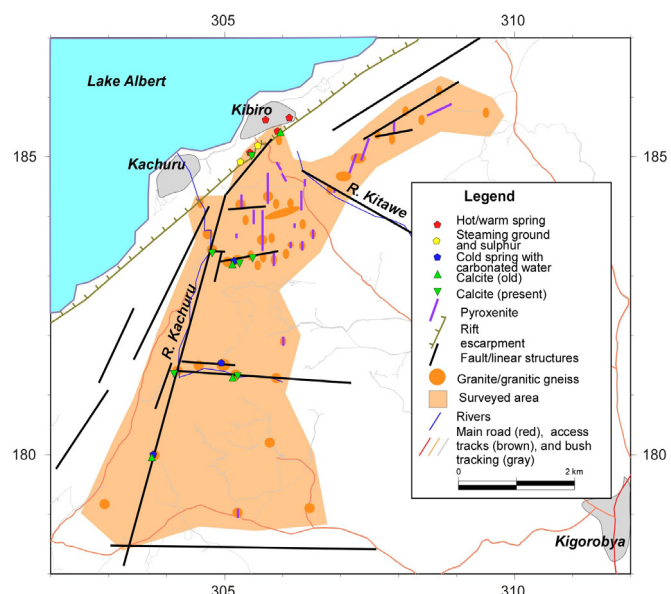 305
310
Lake Albert
Kibiro
185
Kachuru
185
R. Kitawe
Legend
Hot/warm spring
Steaming ground
and sulphur
Cold spring with
carbonated water
Calcite (old)
Calcite (present)
Pyroxenite
Rift
escarpment
Fault/linear structures
Granite/granitic gneiss
Surveyed area
Rivers
Main road (red), access
tracks (brown), and bush
tracking (gray)
0
2 km
R. Kachuru
180
180
Kigorobya
305
310